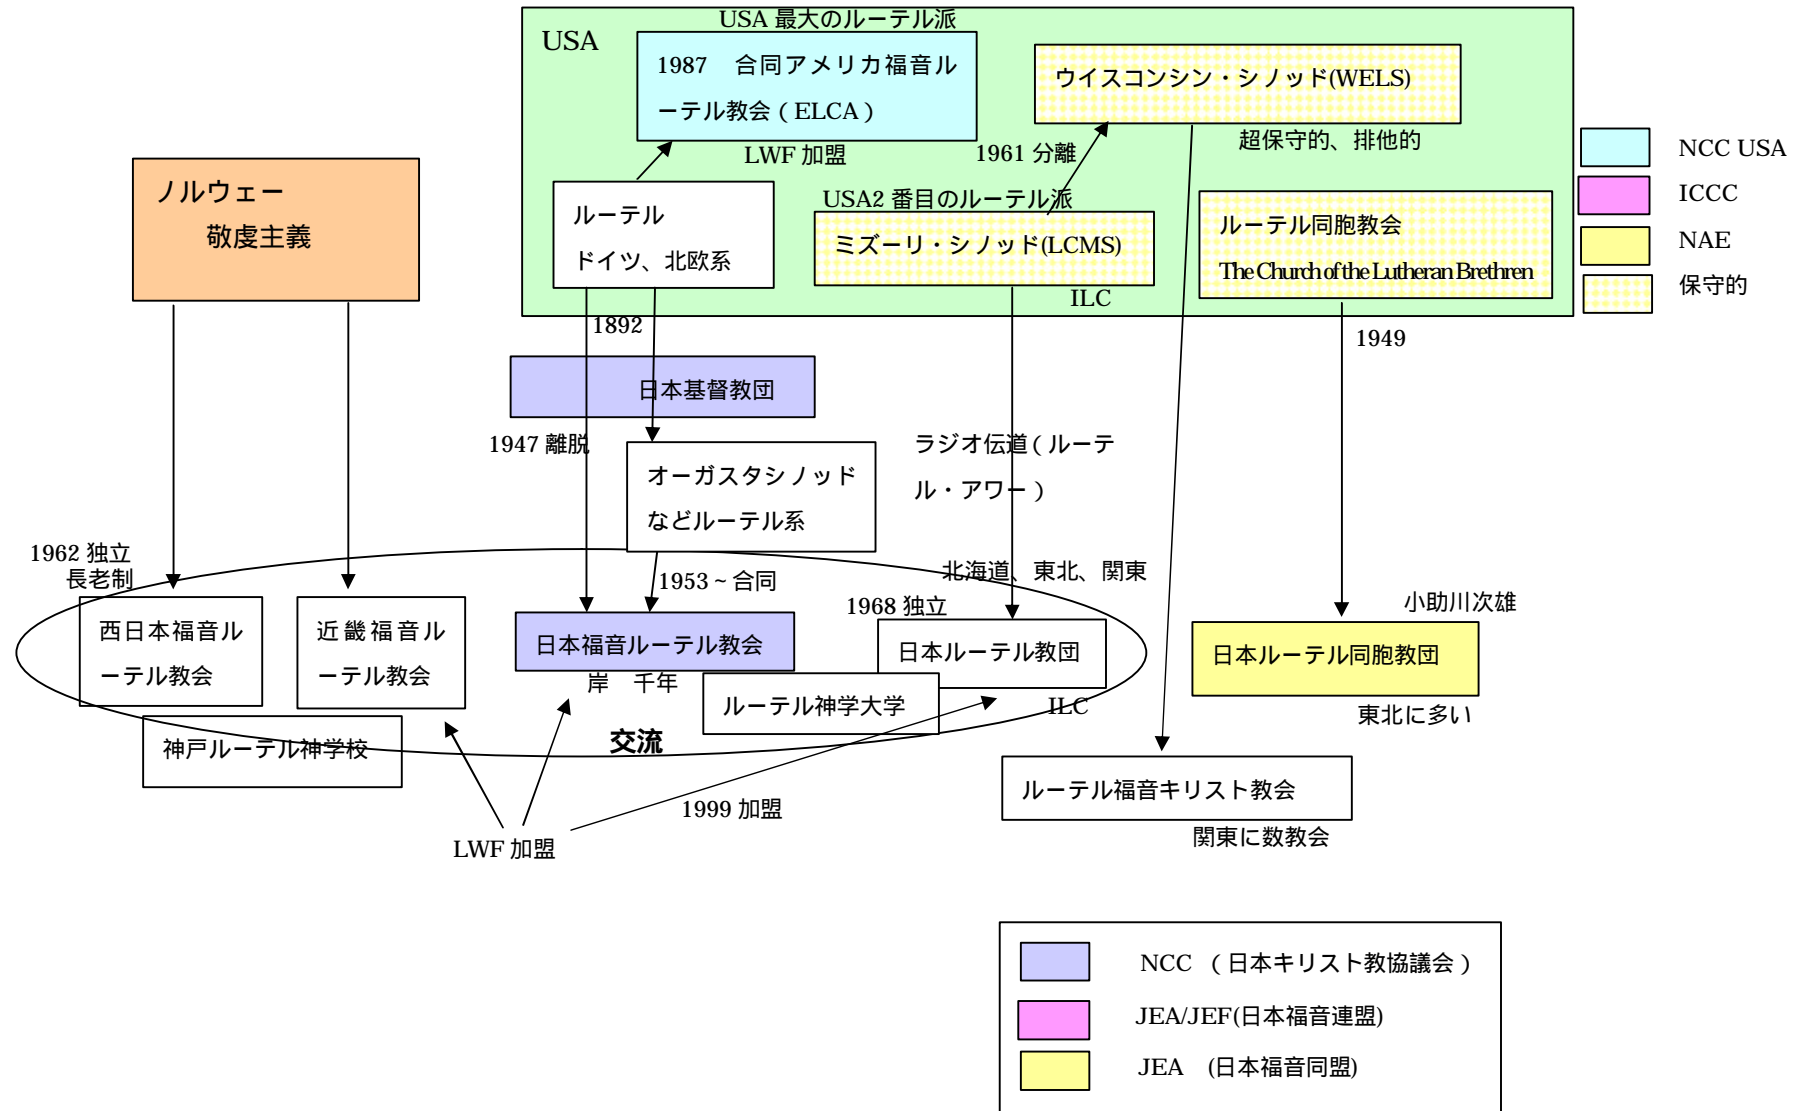 USA 最大のルーテル派
USA
1987　合同アメリカ福音ル
ーテル教会（ELCA）
LWF 加盟
ウイスコンシン・シノッド(WELS)
超保守的、排他的
1961 分離
ルーテル
ドイツ、北欧系
USA2 番目のルーテル派
ミズーリ・シノッド(LCMS)
ILC
ルーテル同胞教会
The Church of the Lutheran Brethren
NCC USA
ICCC
NAE
保守的
ノルウェー
敬虔主義
1892
1949
日本基督教団
1947 離脱
オーガスタシノッド
などルーテル系
ラジオ伝道（ルーテ
ル・アワー）
1962 独立
長老制
1953～合同
北海道、東北、関東
1968 独立
小助川次雄
西日本福音ル
ーテル教会
近畿福音ル
ーテル教会
日本福音ルーテル教会
岸　千年
日本ルーテル教団
ILC
ルーテル神学大学
日本ルーテル同胞教団
東北に多い
神戸ルーテル神学校
交流
ルーテル福音キリスト教会
関東に数教会
1999 加盟
LWF 加盟
NCC （日本キリスト教協議会）
JEA/JEF(日本福音連盟)
JEA　(日本福音同盟)